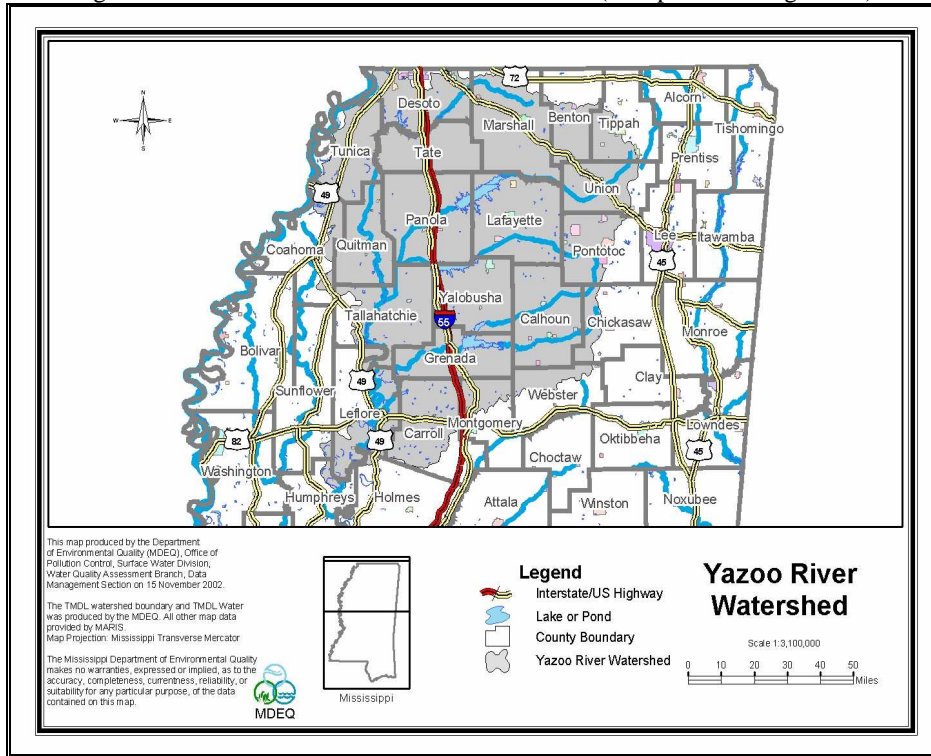 N
W E
S
72
Desoto
Alcorn
Marshall
Benton
Tippah
Tishomingo
Tunica
Tate
Prentiss
Union
49
Panola
Lafayette
Lee
Itawamba
Coahoma
Quitman
Pontotoc
45
Yalobusha
Tallahatchie
55
Calhoun
Chickasaw
Monroe
Bolivar
Grenada
Clay
49
Sunflower
Webster
Leflore
Montgomery
Lowndes
82
49
Carroll
Oktibbeha
45
Choctaw
Washington
Humphreys
Holmes
Attala
Winston
Noxubee
This map produced by the Department
of Environmental Quality (MDEQ), Office of
Pollution Control, Surface Water Division,
Water Quality Assessment Branch, Data
Management Section on 15 November 2002.
The TMDL watershed boundary and TMDL Water
was produced by the MDEQ. All other map data
provided by MARIS.
Map Projection: Mississippi Transverse Mercator
The Mississippi Department of Environmental Quality
makes no warranties, expressed or implied, as to the
accuracy, completeness, currentness, reliability, or
suitability for any particular purpose, of the data
contained on this map.
MDEQ
Mississippi
Legend
Interstate/US Highway
Lake or Pond
County Boundary
Yazoo River Watershed
Yazoo River
Watershed
Scale 1:3,100,000
0 10 20 30 40 50
Miles